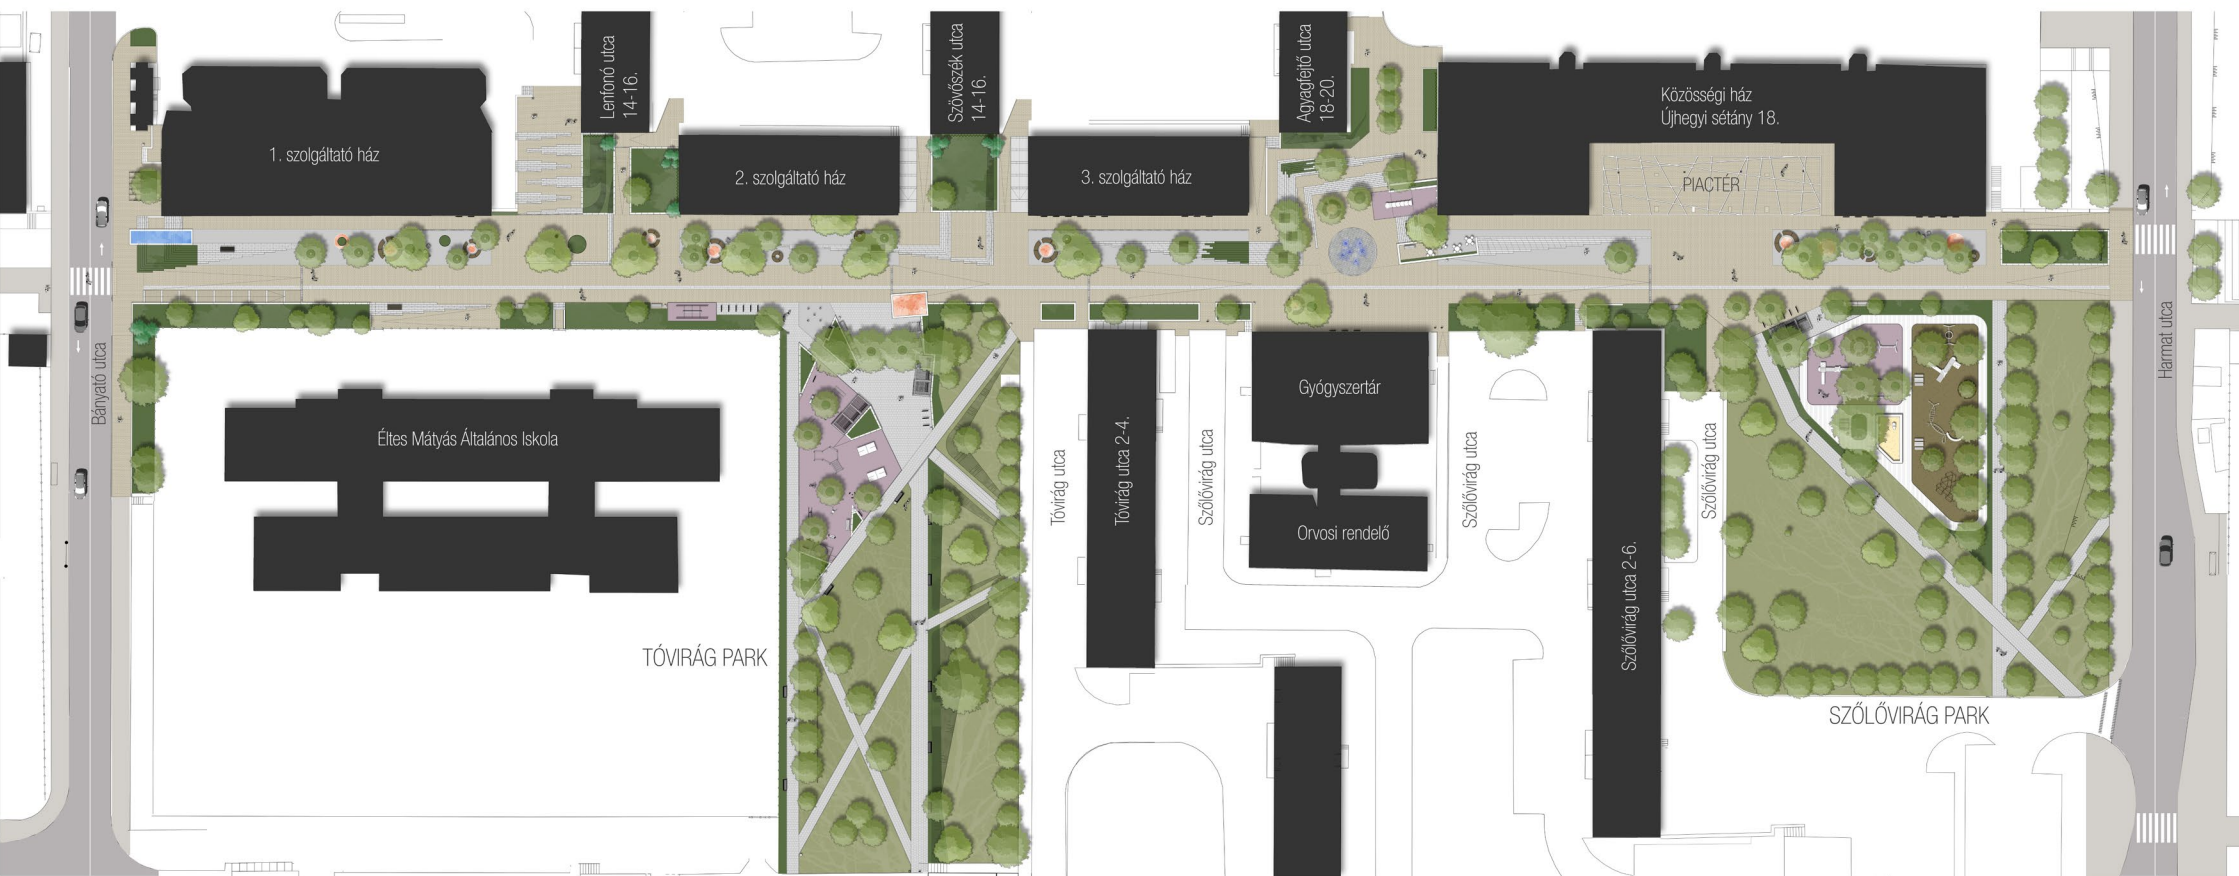 Lenfonó utca
14-16.
Szövőszék utca
14-16.
Agyagfejtő utca
18-20.
Közösségi ház
Újhegyi sétány 18.
1. szolgáltató ház
2. szolgáltató ház
3. szolgáltató ház
PIACTÉR
Bányató utca
Harmat utca
Éltes Mátyás Általános Iskola
Gyógyszertár
Tóvirág utca
Tóvirág utca 2-4.
Szőlővirág utca
Szőlővirág utca
Szőlővirág utca
Orvosi rendelő
Szőlővirág utca 2-6.
TÓVIRÁG PARK
SZŐLŐVIRÁG PARK